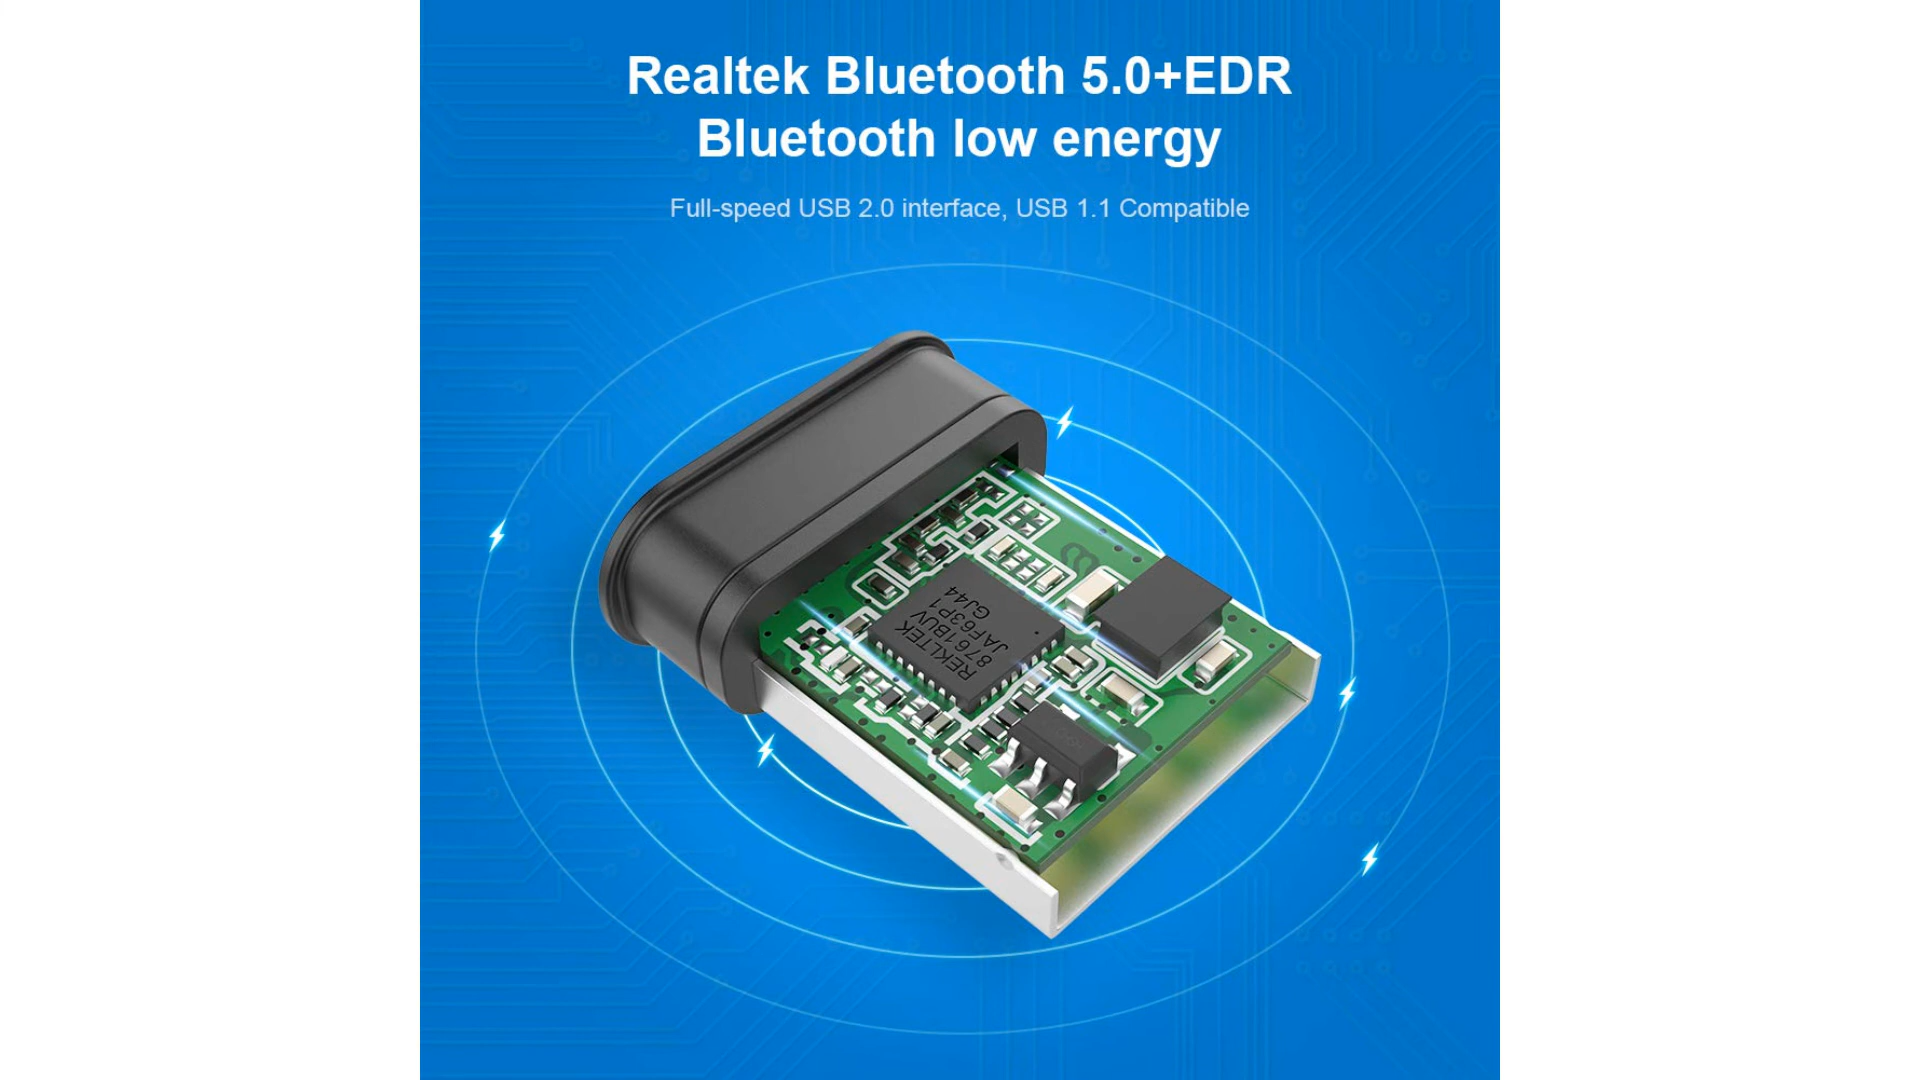 Realtek Bluetooth 5.0+EDR
Bluetooth low energy
Full-speed USB 2.0 interface, USB 1.1 Compatible
REKLTEK
8761BUV
JAF63P1
GJ44